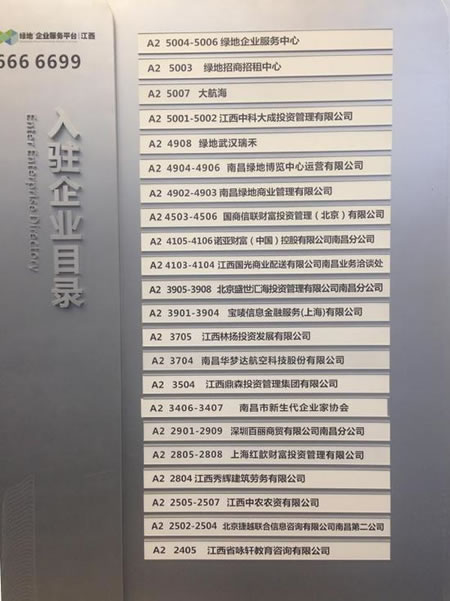 绿地 企业服务平台|江西
666 6699
入驻企业目录
Enter Enterprise Directory
A2 5004-5006 绿地企业服务中心
A2 5003 绿地招商招租中心
A2 5007 大航海
A2 5001-5002 江西中科大成投资管理有限公司
A2 4908 绿地武汉瑞禾
A2 4904-4906 南昌绿地博览中心运营有限公司
A2 4902-4903 南昌绿地商业管理有限公司
A2 4503-4506 国商信联财富投资管理（北京）有限公司
A2 4105-4106 诺亚财富（中国）控股有限公司南昌分公司
A2 4103-4104 江西国光商业配送有限公司南昌业务洽谈处
A2 3905-3908 北京盛世汇海投资管理有限公司南昌分公司
A2 3901-3904 宝唛信息金融服务(上海)有限公司
A2 3705 江西林扬投资发展有限公司
A2 3704 南昌华梦达航空科技股份有限公司
A2 3504 江西鼎森投资管理集团有限公司
A2 3406-3407 南昌市新生代企业家协会
A2 2901-2909 深圳百丽商贸有限公司南昌分公司
A2 2805-2808 上海红歆财富投资管理有限公司
A2 2804 江西秀辉建筑劳务有限公司
A2 2505-2507 江西中农农资有限公司
A2 2502-2504 北京捷越联合信息咨询有限公司南昌第二公司
A2 2405 江西省咏轩教育咨询有限公司